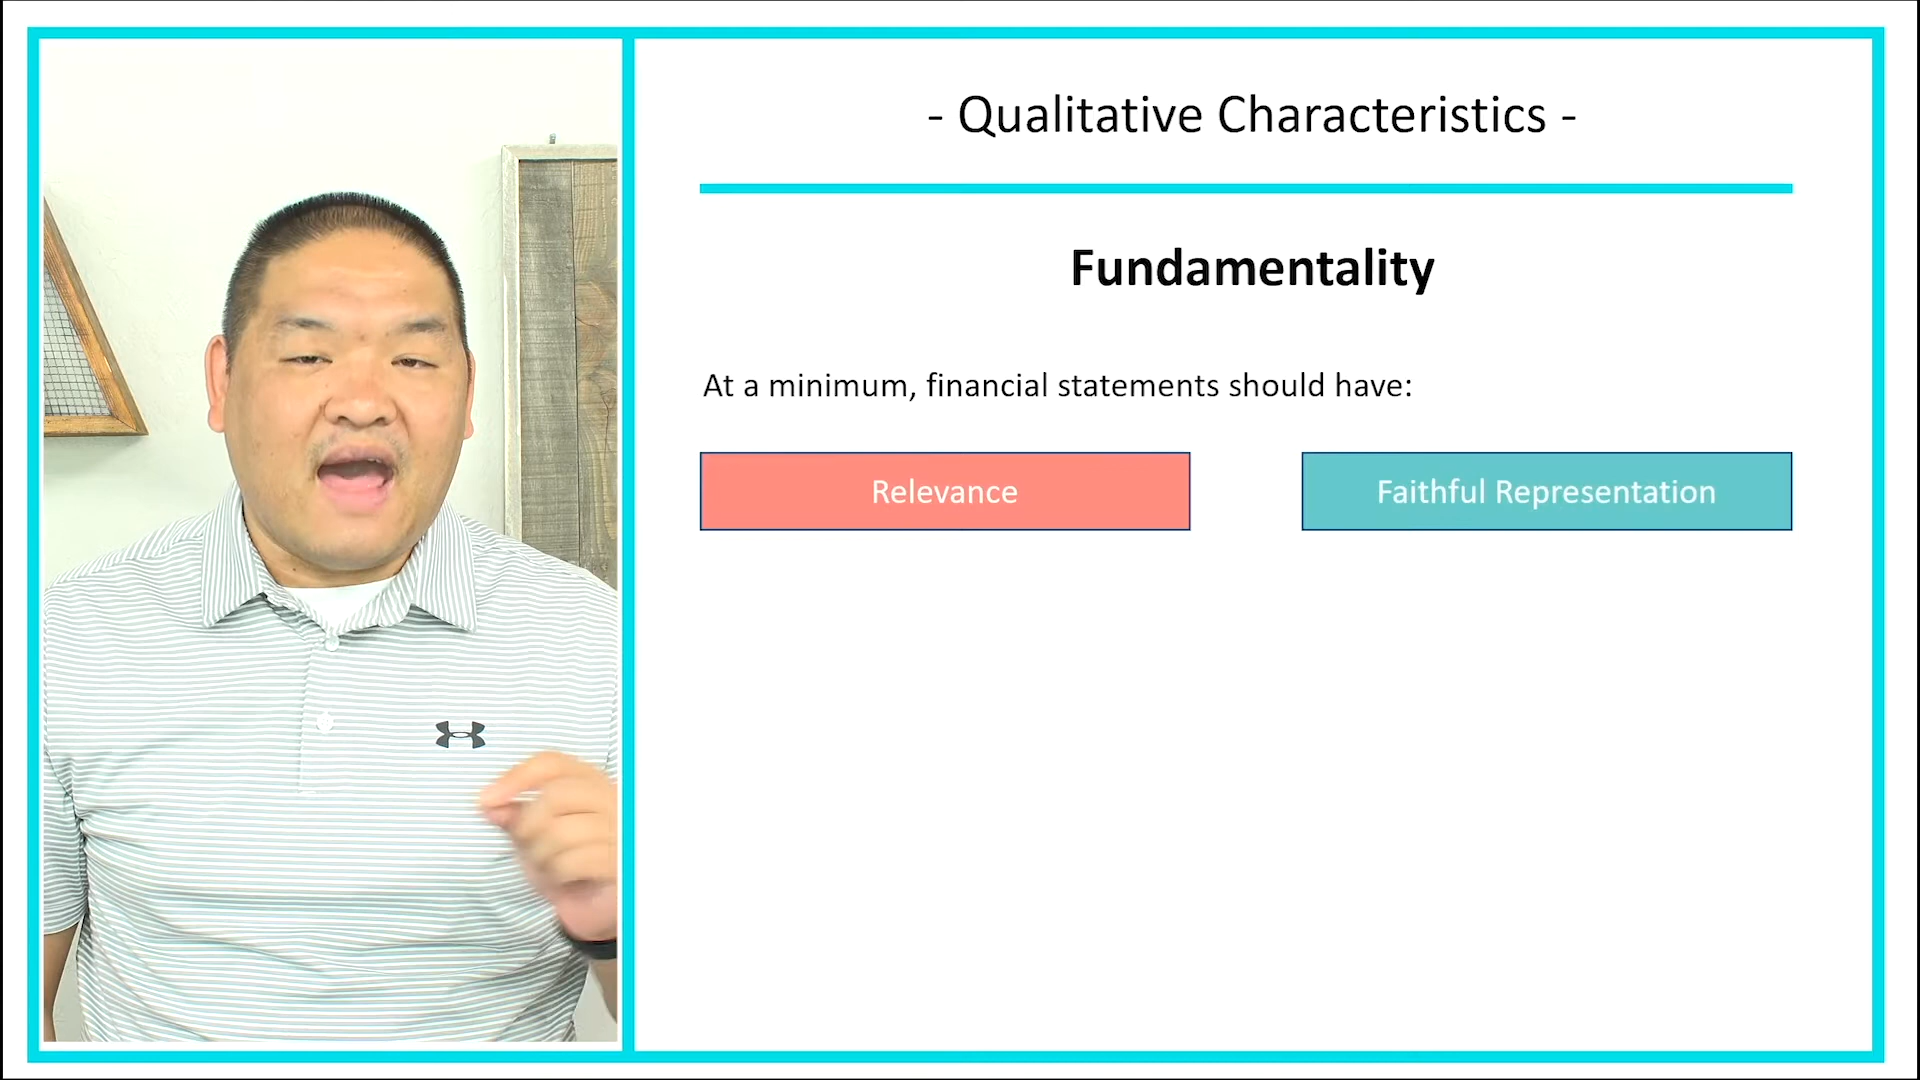 - Qualitative Characteristics -
Fundamentality
At a minimum, financial statements should have:
Relevance
Faithful Representation